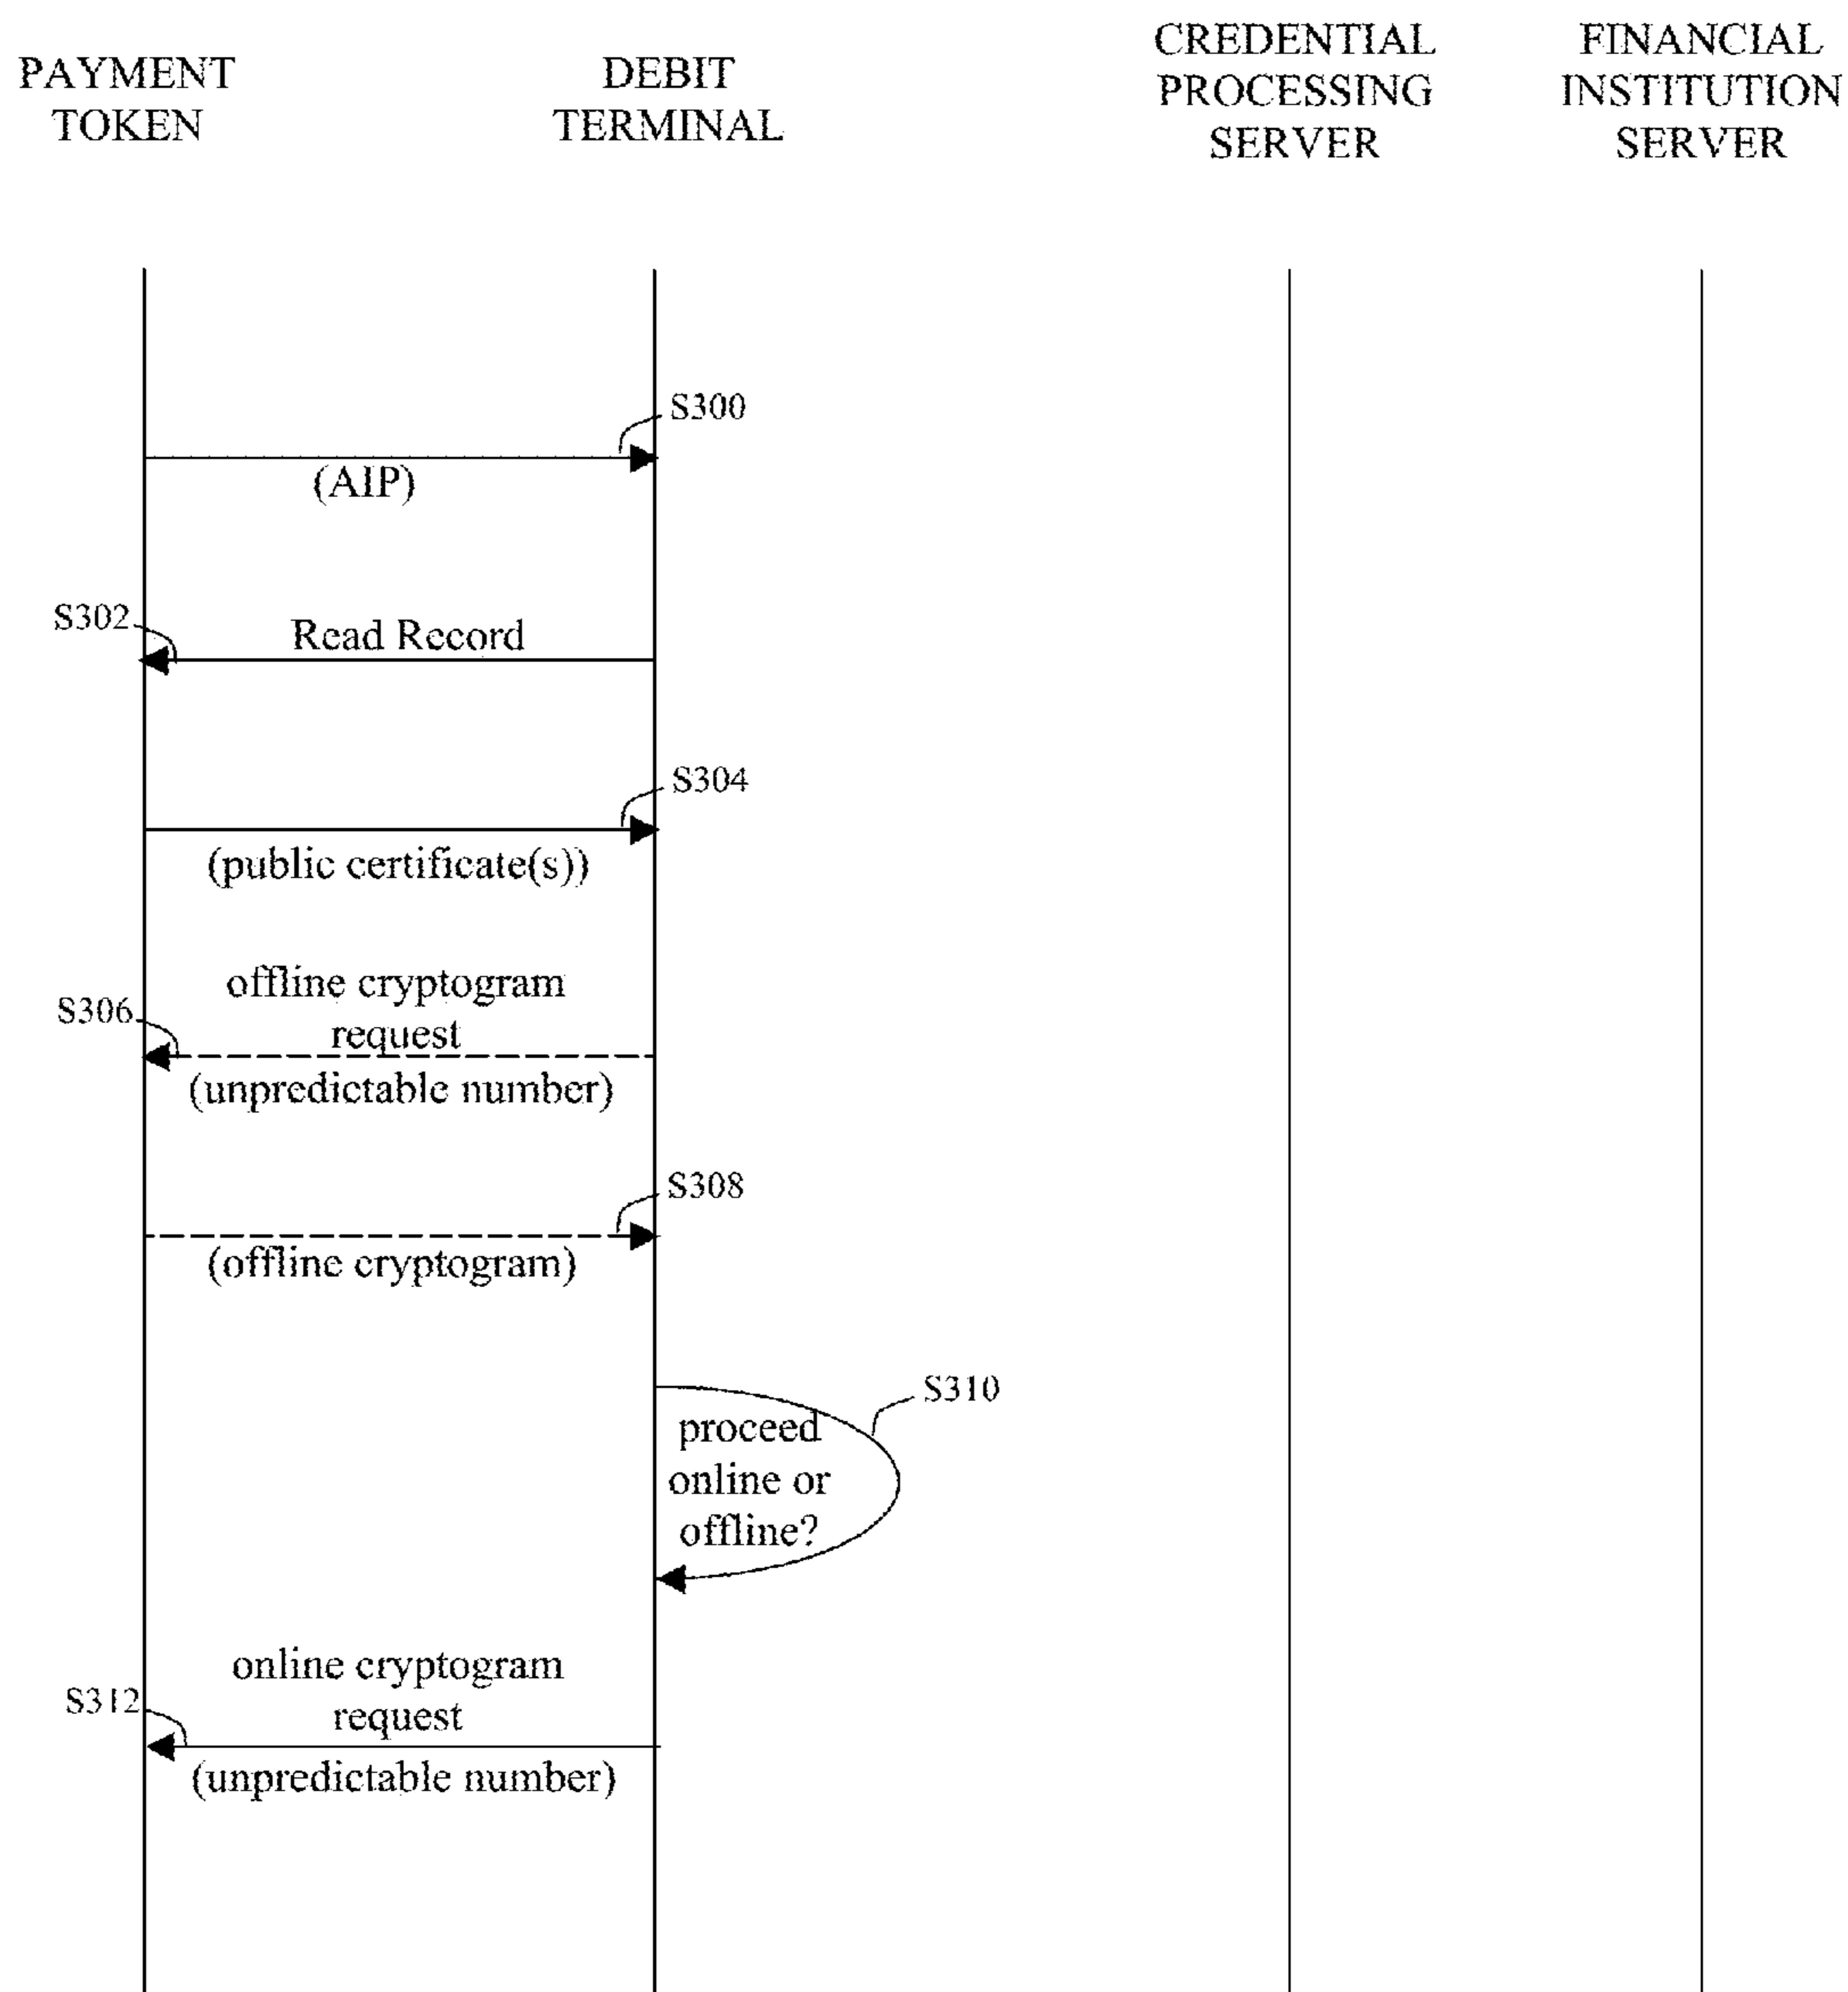 PAYMENT
TOKEN
DEBIT
TERMINAL
CREDENTIAL
PROCESSING
SERVER
FINANCIAL
INSTITUTION
SERVER
S300
(AIP)
S302
Read Record
S304
(public certificate(s))
offline cryptogram
S306
request
(unpredictable number)
S308
(offline cryptogram)
S310
proceed
online or
offline?
online cryptogram
S312
request
(unpredictable number)